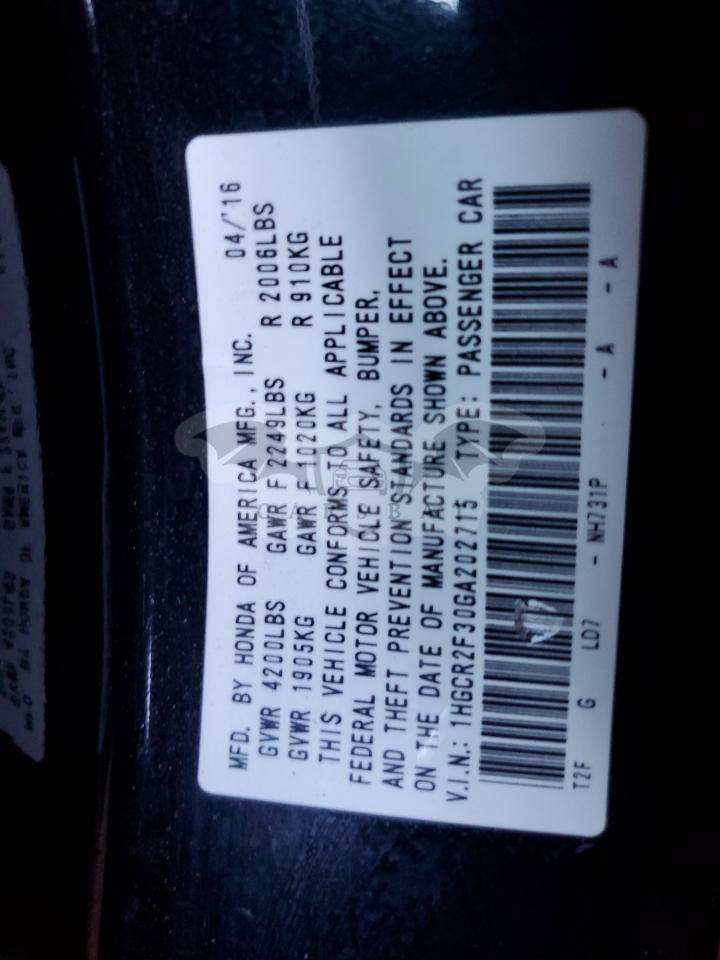 MFD. BY HONDA OF AMERICA MFG., INC. 04/'16
GVWR 4200LBS GAWR F 2249LBS R 2006LBS
GVWR 1905KG GAWR F 1020KG R 910KG
THIS VEHICLE CONFORMS TO ALL APPLICABLE
FEDERAL MOTOR VEHICLE SAFETY, BUMPER,
AND THEFT PREVENTION STANDARDS IN EFFECT
ON THE DATE OF MANUFACTURE SHOWN ABOVE.
V.I.N.: 1HGCR2F30GA202715 TYPE: PASSENGER CAR
T2F G LD7 - NH731P - A - A